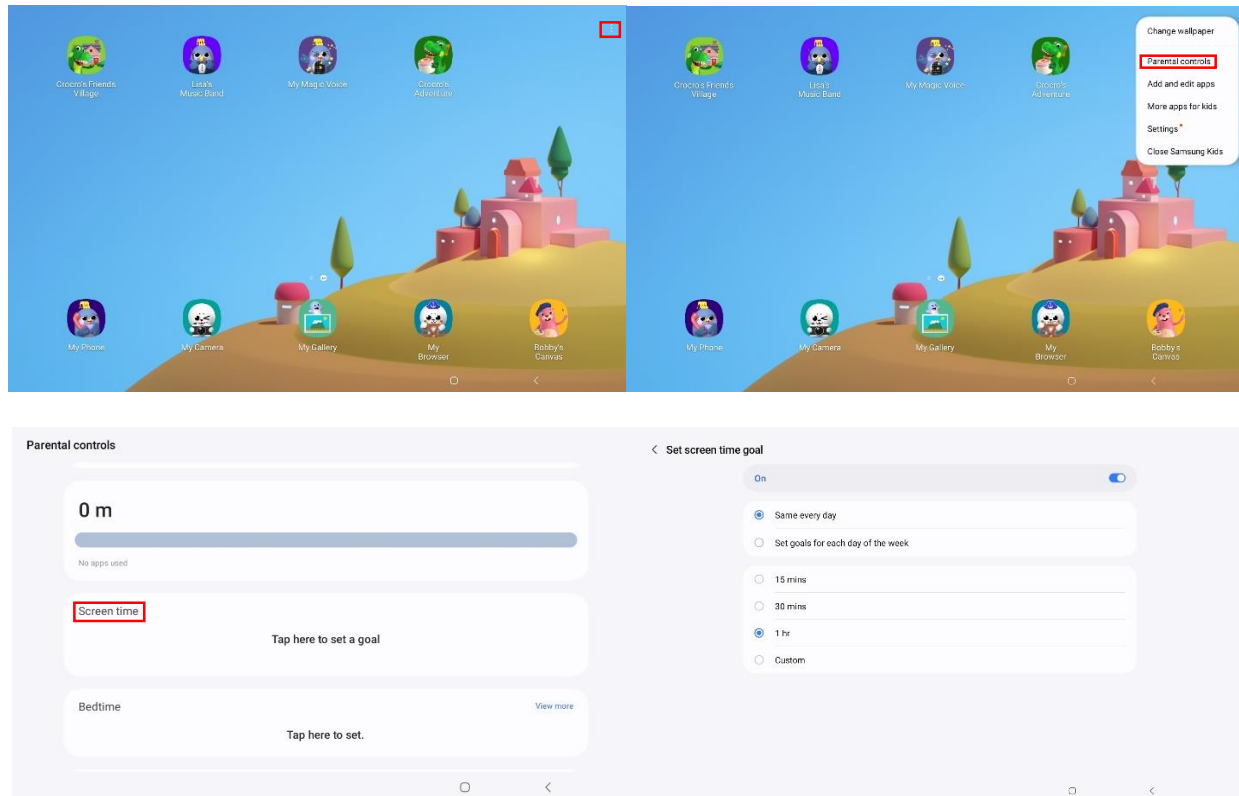 Crocro's Friends
Village
Lisa's
Music Band
My Magic Voice
Crocro's
Adventure
My Phone
My Camera
My Gallery
My
Browser
Bobby's
Canvas
Change wallpaper
Parental controls
Add and edit apps
More apps for kids
Settings
Close Samsung Kids
Crocro's Friends
Village
Lisa's
Music Band
My Magic Voice
Crocro's
Adventure
My Phone
My Camera
My Gallery
My
Browser
Bobby's
Canvas
Parental controls
0 m
No apps used
Screen time
Tap here to set a goal
Bedtime
View more
Tap here to set.
Set screen time goal
On
Same every day
Set goals for each day of the week
15 mins
30 mins
1 hr
Custom